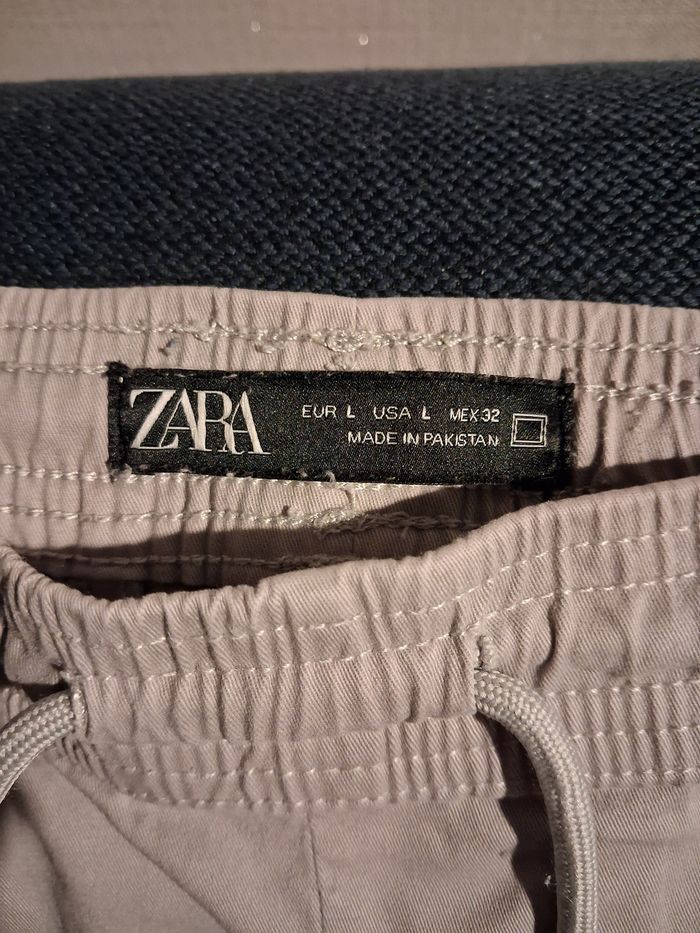 ZARA
EUR L USA L MEX 32
MADE IN PAKISTAN